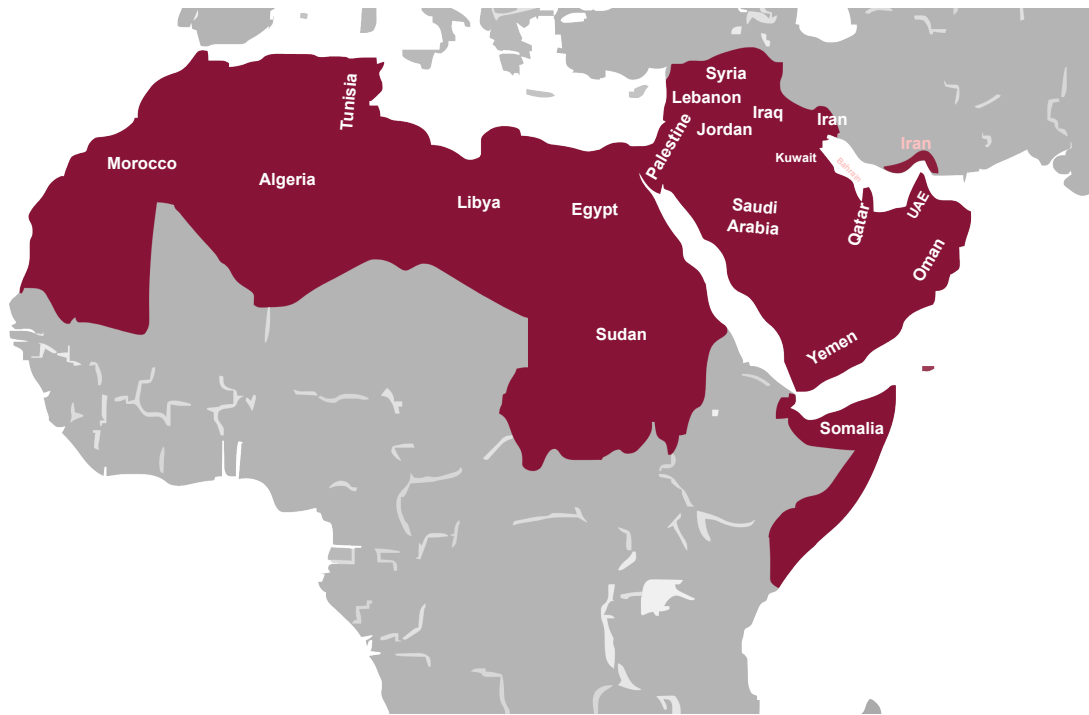 Syria
Tunisia
Lebanon
Iraq
Iran
Jordan
Palestine
Iran
Morocco
Kuwait
Bahrain
Algeria
Libya
Egypt
Saudi
Arabia
Qatar
UAE
Oman
Sudan
Yemen
Somalia